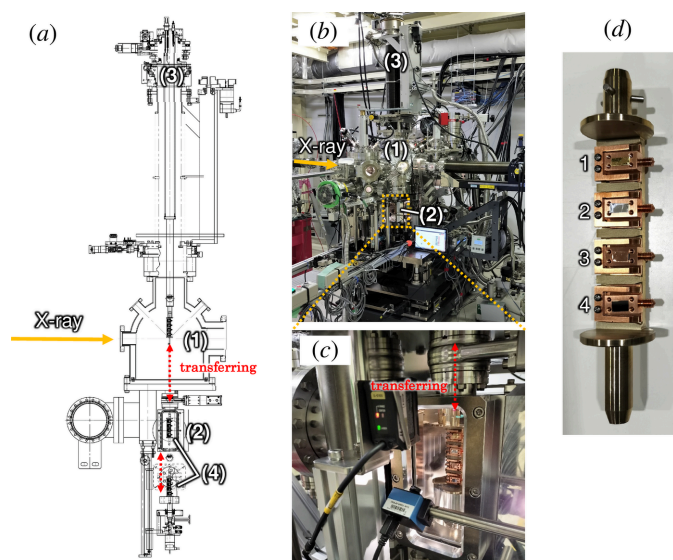 (a)
(3)
X-ray
(1)
transferring
(2)
(4)
(b)
(3)
X-ray
(1)
(2)
(c)
transferring
(d)
1
2
3
4